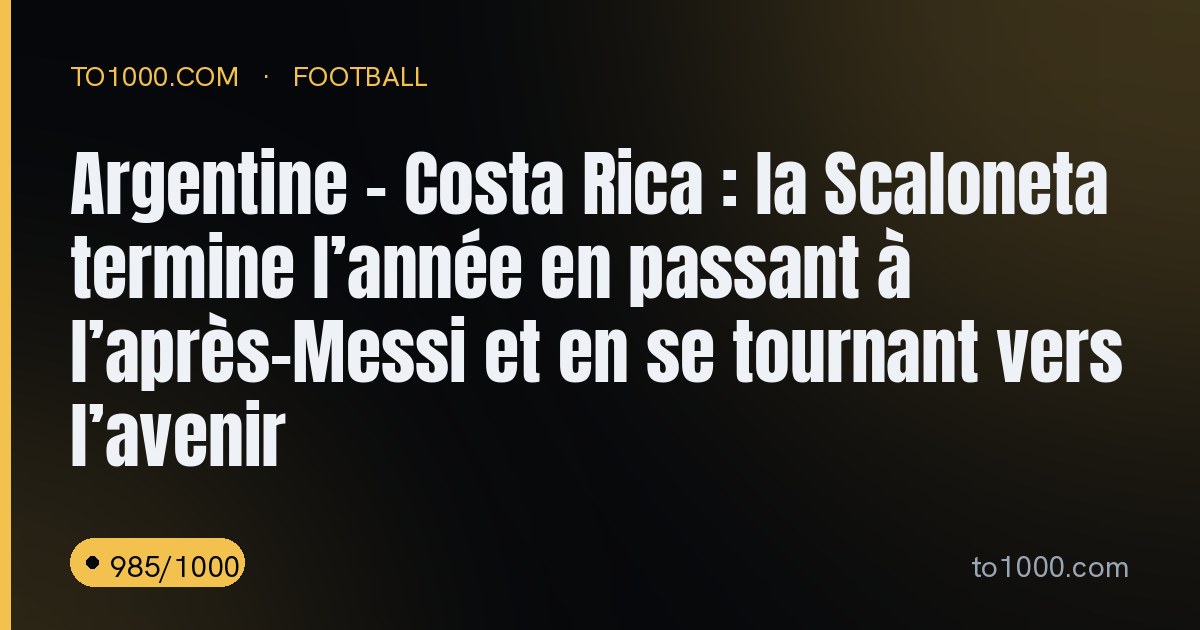 TO1000.COM · FOOTBALL
Argentine - Costa Rica : la Scaloneta
termine l’année en passant à
l’après-Messi et en se tournant vers
l’avenir
985/1000
to1000.com